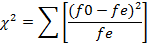 χ² = ∑ [(f0 − fe)² / fe]